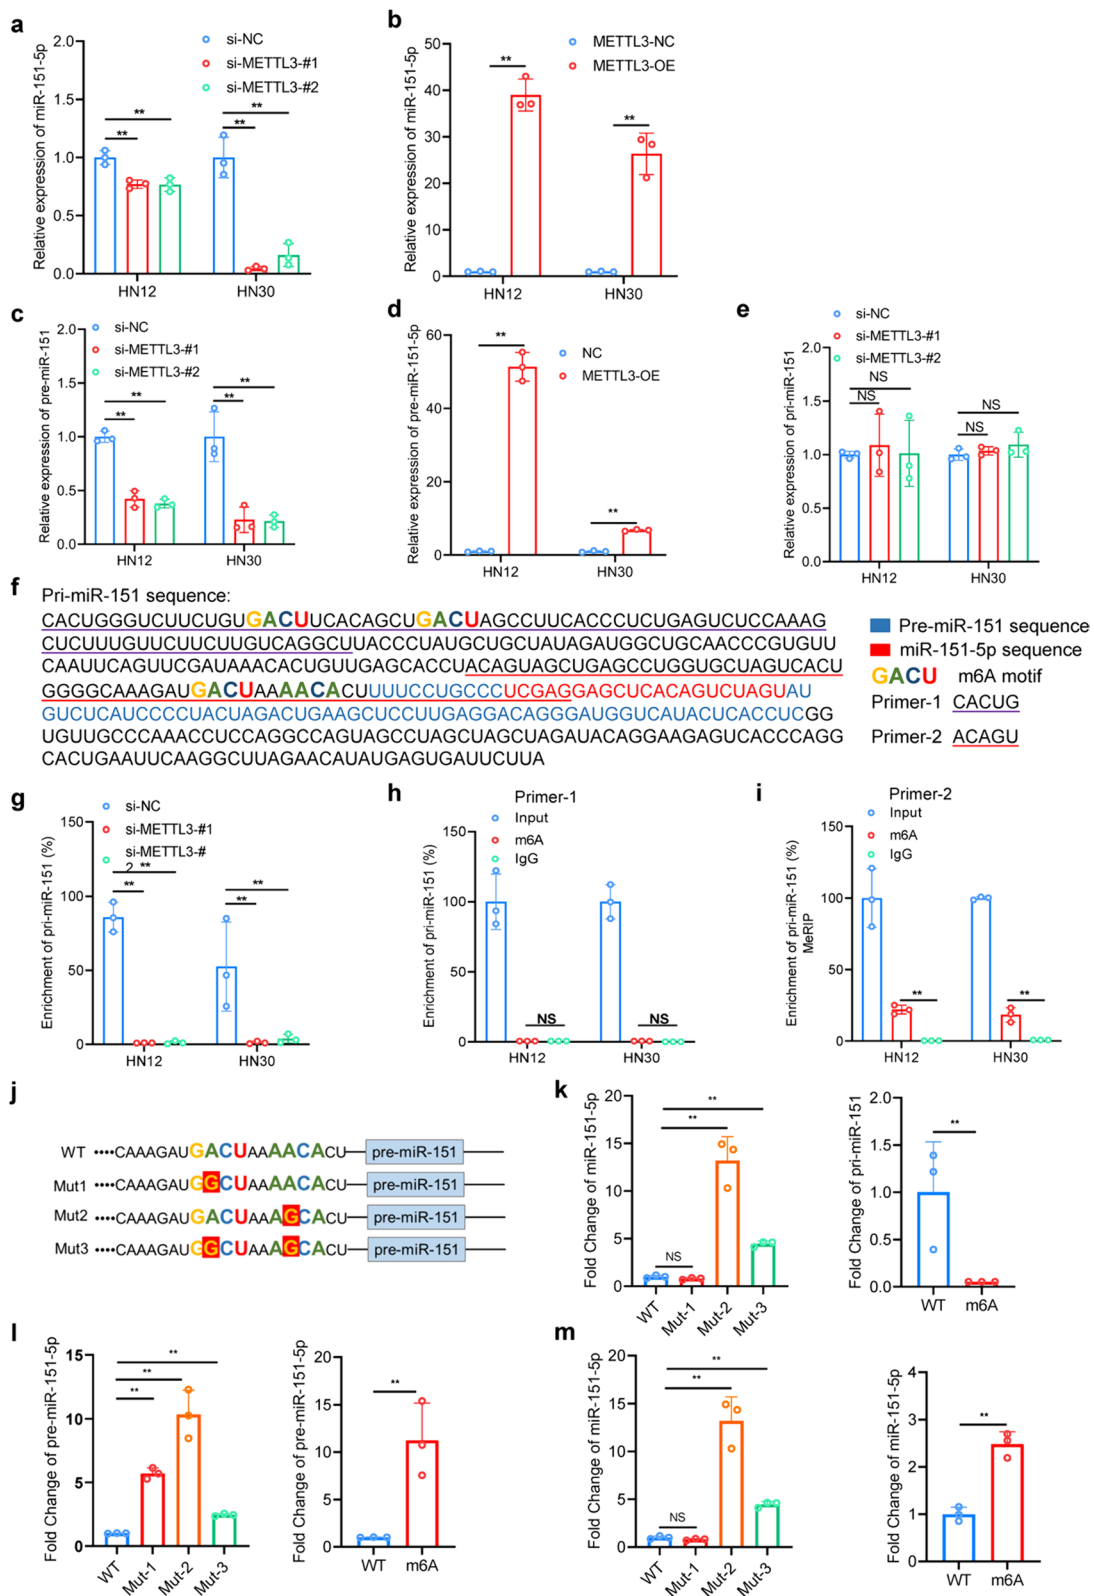 a
Relative expression of miR-151-5p
2.0
1.5
1.0
0.5
0.0
si-NC
si-METTL3-#1
si-METTL3-#2
**
**
**
**
HN12
HN30
b
Relative expression of miR-151-5p
50
40
30
20
10
0
METTL3-NC
METTL3-OE
**
**
HN12
HN30
c
Relative expression of pre-miR-151
2.0
1.5
1.0
0.5
0.0
si-NC
si-METTL3-#1
si-METTL3-#2
**
**
**
**
HN12
HN30
d
Relative expression of pre-miR-151-5p
60
40
20
0
NC
METTL3-OE
**
**
HN12
HN30
e
Relative expression of pri-miR-151
2.0
1.5
1.0
0.5
0.0
si-NC
si-METTL3-#1
si-METTL3-#2
NS
NS
NS
NS
HN12
HN30
f
Pri-miR-151 sequence:
CACUGGGUCUUCUGUGACUUCACAGCUGACUUAGCCUUCACCCUCUGAGUCUCCAAAG
CUCUUUGUUCUUCUUGUCAGGCUUACCCUAUGCUGCUAUAGAUGGCUGCAACCCGUGUU
CAAUUCAGUUCGAUAAACACUGUUGAGCACCUACAGUAGCUGAGCCUGGUGCUAGUCACU
GGGGCAAAGAUGACUAAAACACUUUUCCUGCCCUCGAGGAGCUCACAGUCUAGUAU
GUCUCAUCCCCUACUAGACUGAAGCUCCUUGAGGACAGGGAUGGUCAUACUCACCUCGG
UGUUGCCCAAACCUCCAGGCCAGUAGCCUAGCUAGCUAGAUACAGGAAGAGUCACCCAGG
CACUGAAUUCAAGGCUUAGAACAUAUGAGUGAUUCUUA
Pre-miR-151 sequence
miR-151-5p sequence
GACU m6A motif
Primer-1 CACUG
Primer-2 ACAGU
g
Enrichment of pri-miR-151 (%)
150
100
50
0
si-NC
si-METTL3-#1
si-METTL3-#
2
**
**
**
**
HN12
HN30
h
Primer-1
Enrichment of pri-miR-151 (%)
150
100
50
0
Input
m6A
IgG
NS
NS
HN12
HN30
i
Primer-2
Enrichment of pri-miR-151 (%)
MeRIP
150
100
50
0
Input
m6A
IgG
**
**
HN12
HN30
j
WT ····CAAAGAUGACUAAAACACU pre-miR-151
Mut1 ····CAAAGAUGGCUAAAACACU pre-miR-151
Mut2 ····CAAAGAUGACUAAAGCACU pre-miR-151
Mut3 ····CAAAGAUGGCUAAAGCACU pre-miR-151
k
Fold Change of miR-151-5p
20
15
10
5
0
**
**
NS
WT
Mut-1
Mut-2
Mut-3
Fold Change of pri-miR-151
2.0
1.5
1.0
0.5
0.0
**
WT
m6A
l
Fold Change of pre-miR-151-5p
15
10
5
0
**
**
**
WT
Mut-1
Mut-2
Mut-3
Fold Change of pre-miR-151-5p
20
15
10
5
0
**
WT
m6A
m
Fold Change of miR-151-5p
20
15
10
5
0
**
**
NS
WT
Mut-1
Mut-2
Mut-3
Fold Change of miR-151-5p
4
3
2
1
0
**
WT
m6A